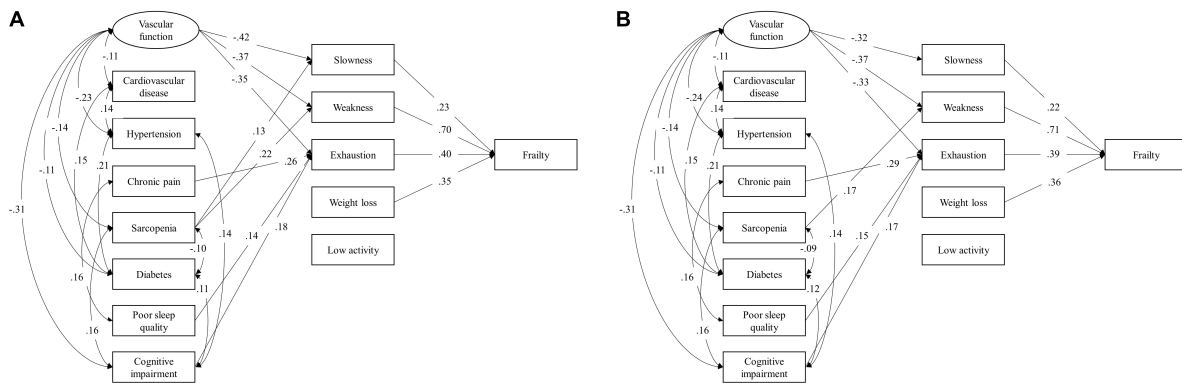 A
Vascular
function
-.42
-.37
-.35
-.11
Slowness
Cardiovascular
disease
-.23
.14
.13
Weakness
.23
Hypertension
-.14
.22
.70
Exhaustion
.40
Frailty
.15
.21
.26
Chronic pain
.35
-.11
Weight loss
-.31
Sarcopenia
.14
.18
.14
-.10
Low activity
Diabetes
.16
.11
Poor sleep
quality
.16
Cognitive
impairment
B
Vascular
function
-.32
-.37
-.33
-.11
Slowness
Cardiovascular
disease
-.24
.14
Weakness
.22
Hypertension
-.14
.71
Exhaustion
.39
Frailty
.15
.21
.29
Chronic pain
.36
-.11
.17
Weight loss
-.31
Sarcopenia
.15
.17
.14
-.09
Low activity
Diabetes
.16
.12
Poor sleep
quality
.16
Cognitive
impairment